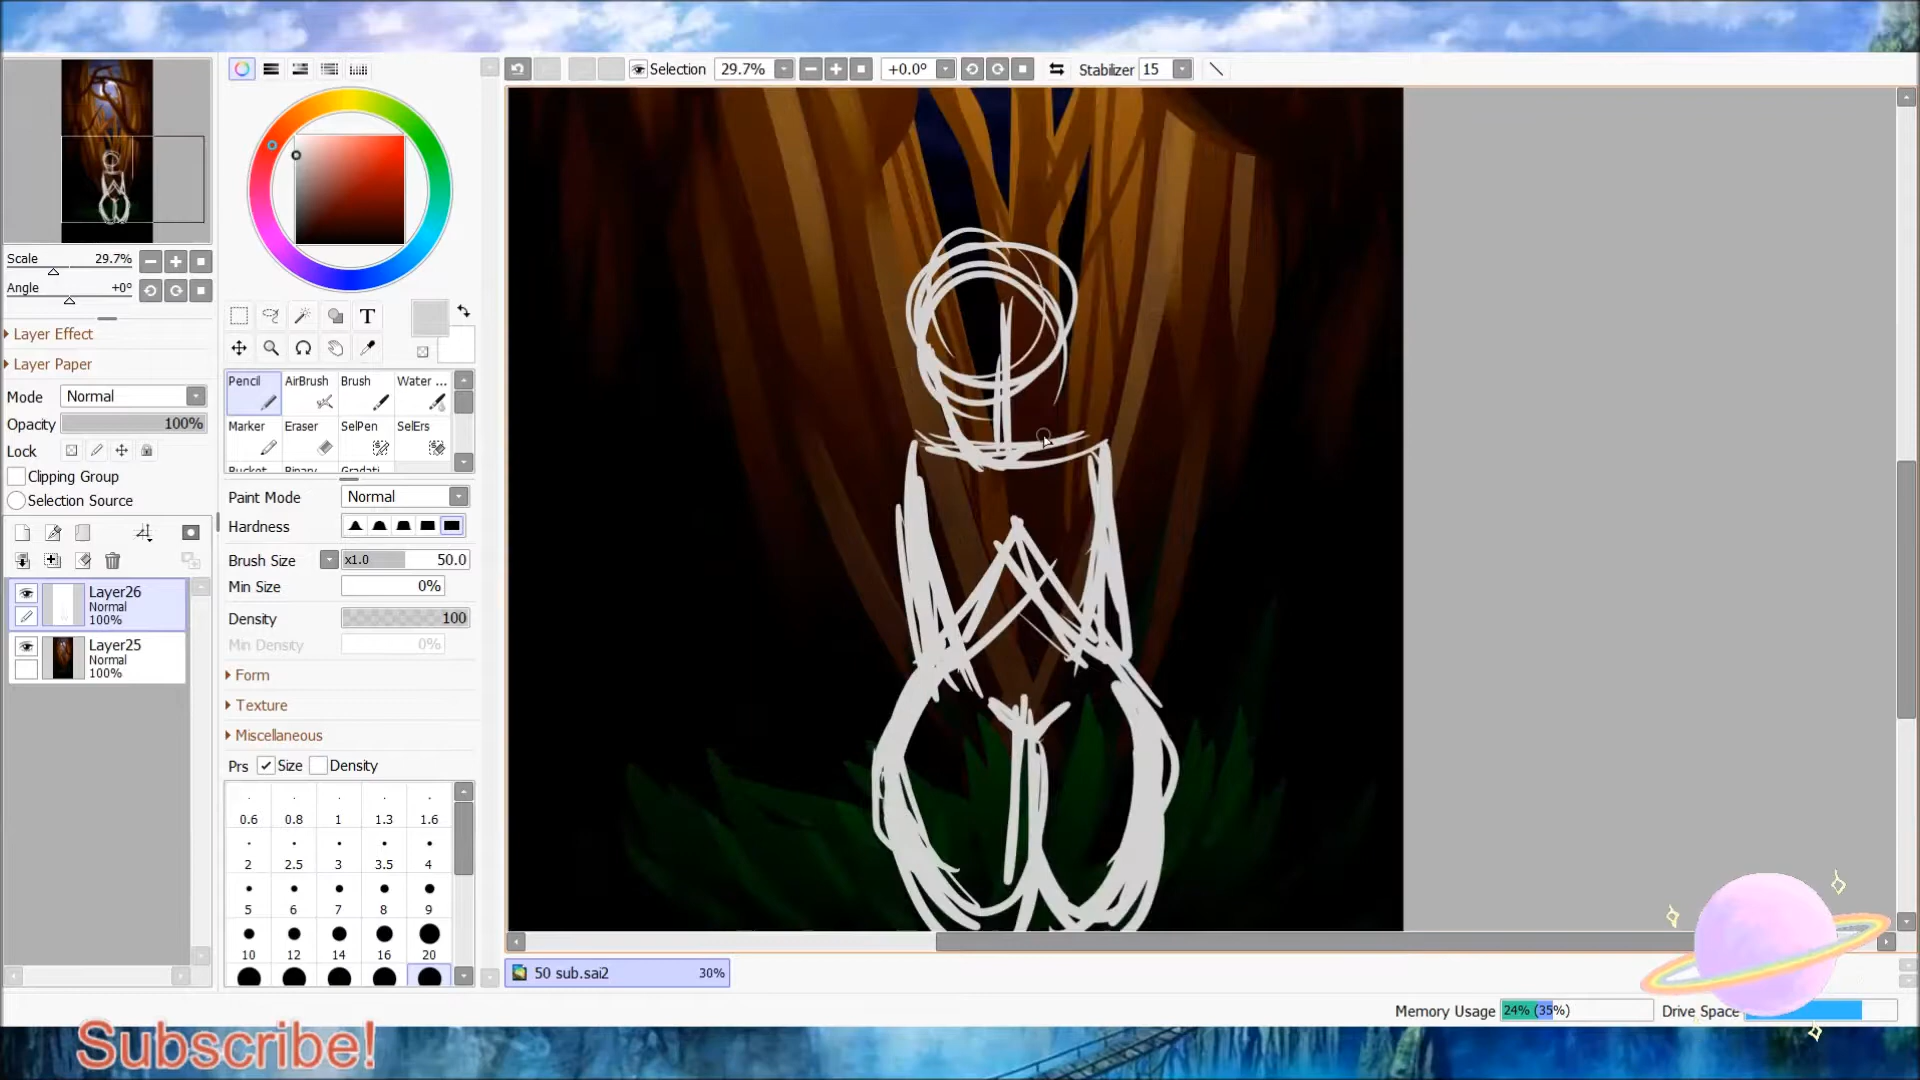 Selection 29.7% +0.0º Stabilizer 15
Scale 29.7%
Angle +0º
Layer Effect
Layer Paper
Mode Normal
Opacity 100%
Lock
Clipping Group
Selection Source
Layer26
Normal
100%
Layer25
Normal
100%
T
Pencil AirBrush Brush Water ...
Marker Eraser SelPen SelErs
Bucket Binary Gradati
Paint Mode Normal
Hardness
Brush Size x1.0 50.0
Min Size 0%
Density 100
Min Density 0%
Form
Texture
Miscellaneous
Prs Size Density
0.6 0.8 1 1.3 1.6
2 2.5 3 3.5 4
5 6 7 8 9
10 12 14 16 20
50 sub.sai2 30%
Memory Usage 24% (35%) Drive Space
Subscribe!